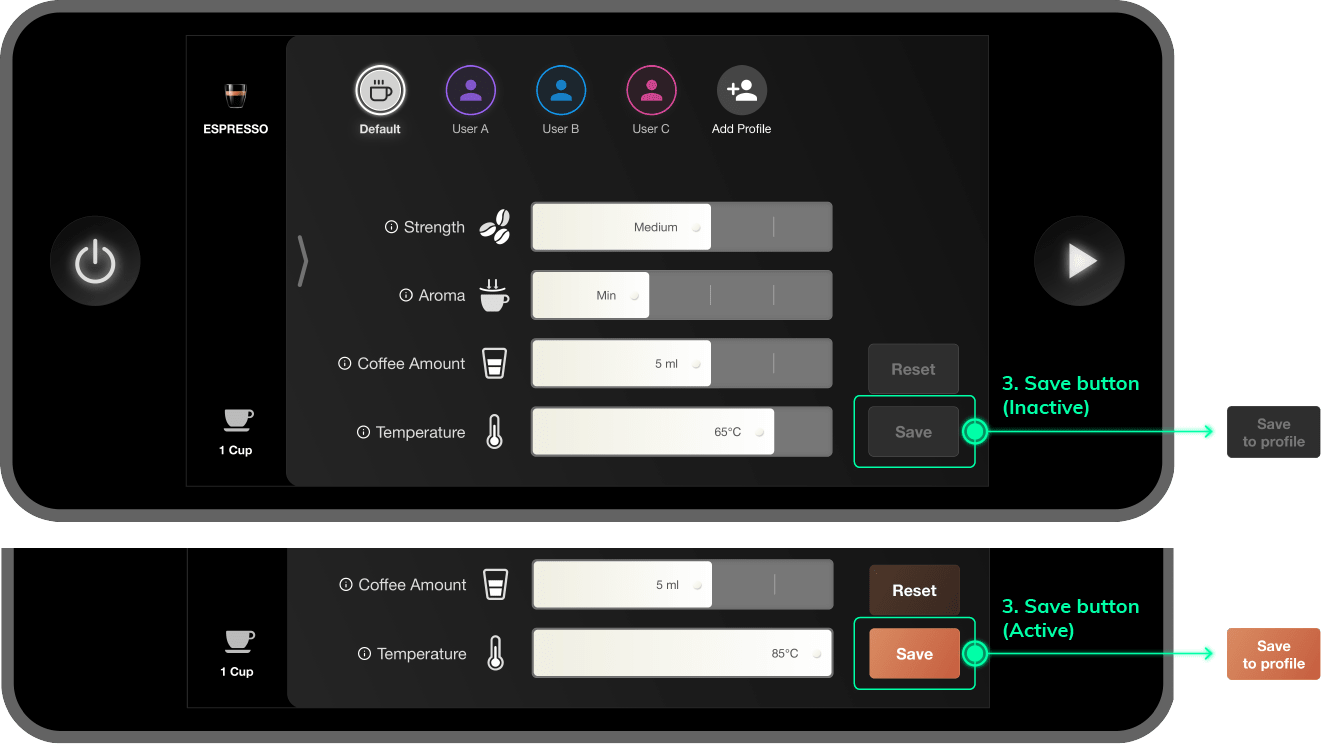 ESPRESSO
Default
User A
User B
User C
Add Profile
Strength
Medium
Aroma
Min
Coffee Amount
5 ml
Temperature
65°C
Reset
Save
1 Cup
3. Save button
(Inactive)
Save
to profile
Coffee Amount
5 ml
Temperature
85°C
Reset
Save
1 Cup
3. Save button
(Active)
Save
to profile